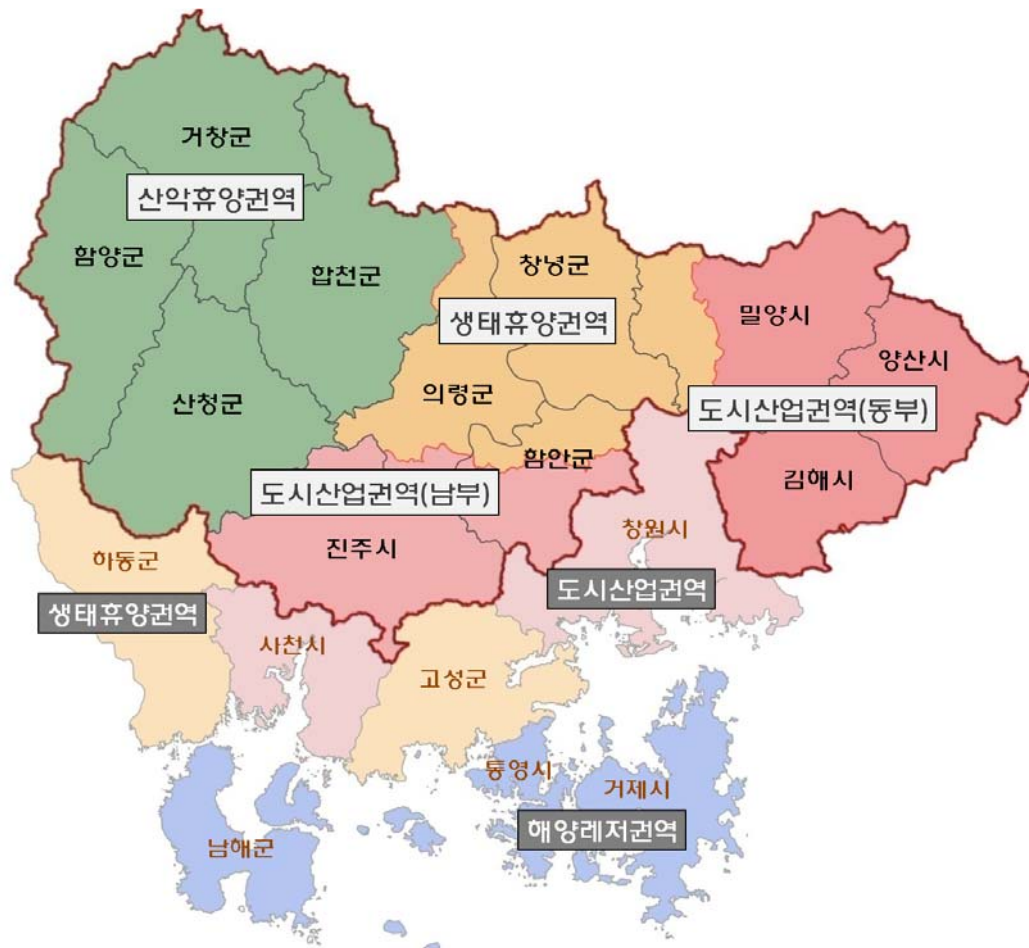 거창군
산악휴양권역
함양군
합천군
창녕군
생태휴양권역
밀양시
양산시
산청군
의령군
도시산업권역(동부)
함안군
도시산업권역(남부)
김해시
진주시
창원시
하동군
도시산업권역
생태휴양권역
사천시
고성군
통영시
거제시
해양레저권역
남해군